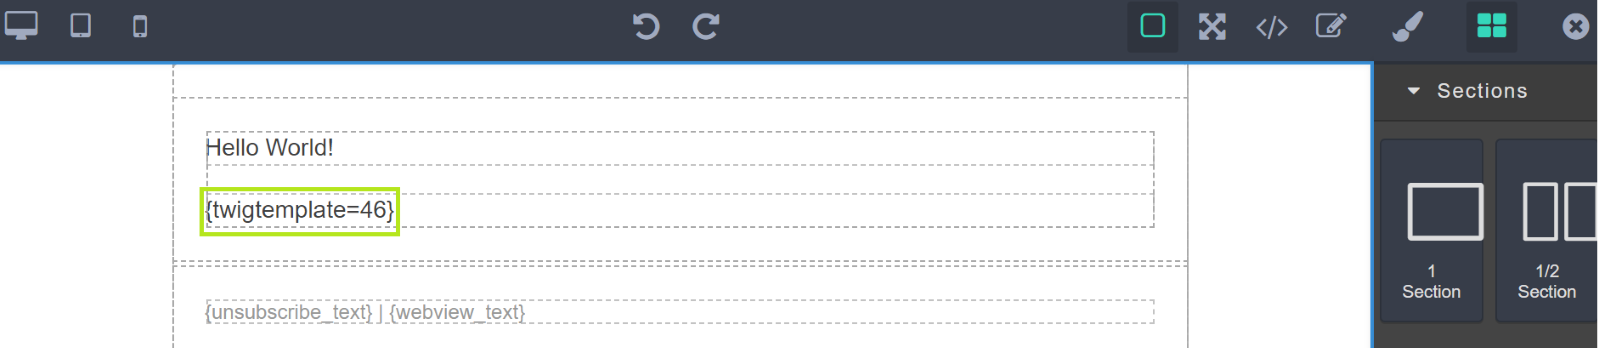 Sections
Hello World!
{twigtemplate=46}
{unsubscribe_text} | {webview_text}
1
Section
1/2
Section